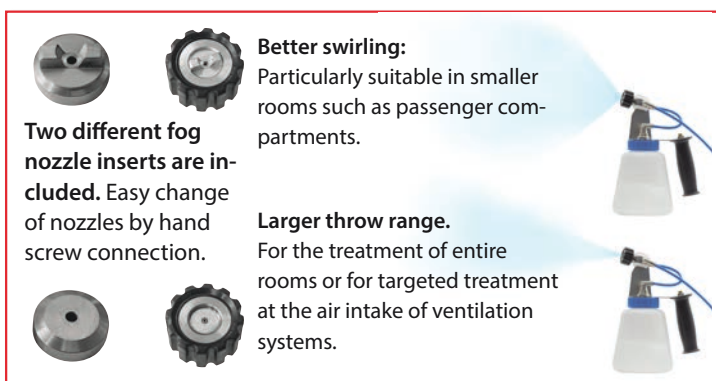 Two different fog
nozzle inserts are in-
cluded. Easy change
of nozzles by hand
screw connection.
Better swirling:
Particularly suitable in smaller
rooms such as passenger com-
partments.
Larger throw range.
For the treatment of entire
rooms or for targeted treatment
at the air intake of ventilation
systems.